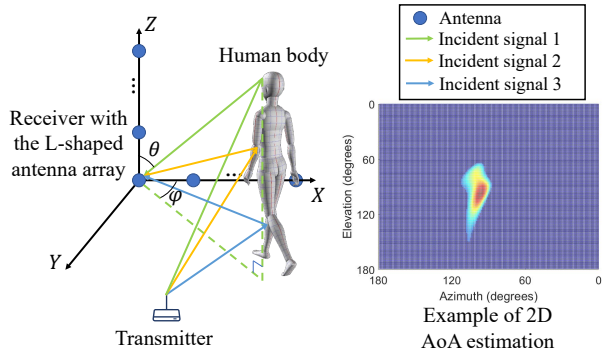 Z
Human body
Receiver with
the L-shaped
antenna array
θ
...
...
φ
X
Y
Transmitter
Antenna
Incident signal 1
Incident signal 2
Incident signal 3
Elevation (degrees)
0
60
120
180
180
120
60
0
Azimuth (degrees)
Example of 2D
AoA estimation